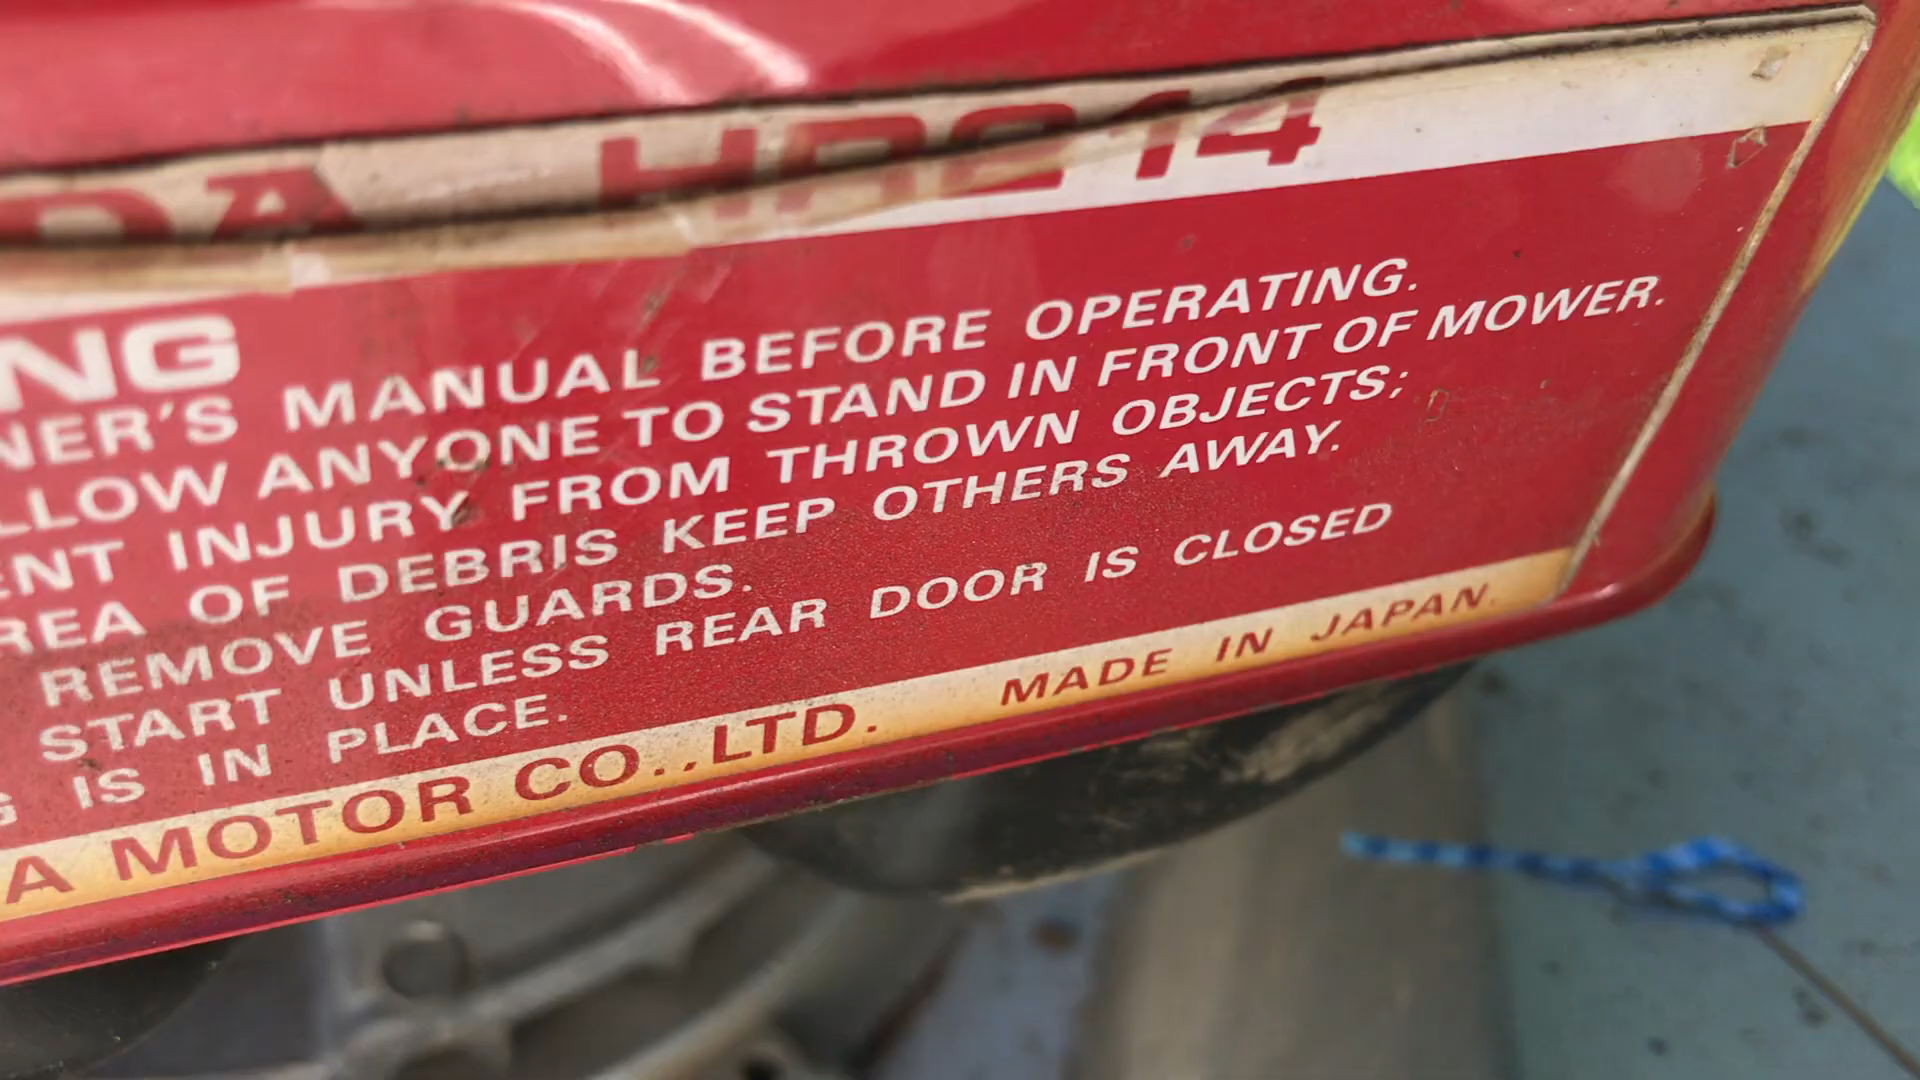 DA HR214
NG
NER'S MANUAL BEFORE OPERATING.
LLOW ANYONE TO STAND IN FRONT OF MOWER.
ENT INJURY FROM THROWN OBJECTS;
REA OF DEBRIS KEEP OTHERS AWAY.
REMOVE GUARDS.
START UNLESS REAR DOOR IS CLOSED
G IS IN PLACE.
A MOTOR CO.,LTD. MADE IN JAPAN.